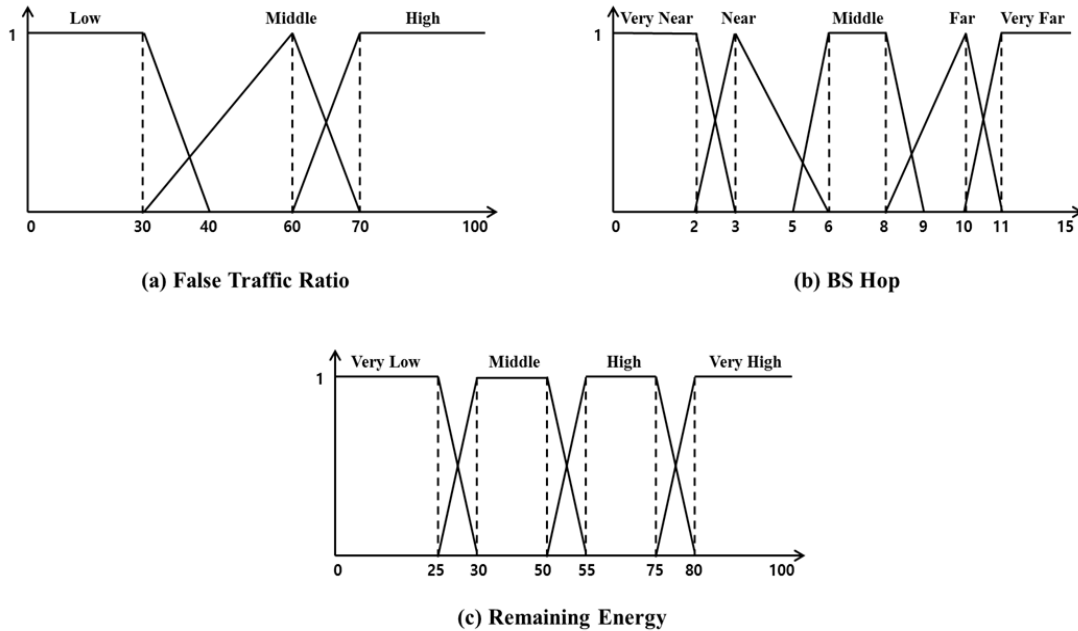 Low Middle High
1
0 30 40 60 70 100
(a) False Traffic Ratio
Very Near Near Middle Far Very Far
1
0 2 3 5 6 8 9 10 11 15
(b) BS Hop
Very Low Middle High Very High
1
0 25 30 50 55 75 80 100
(c) Remaining Energy